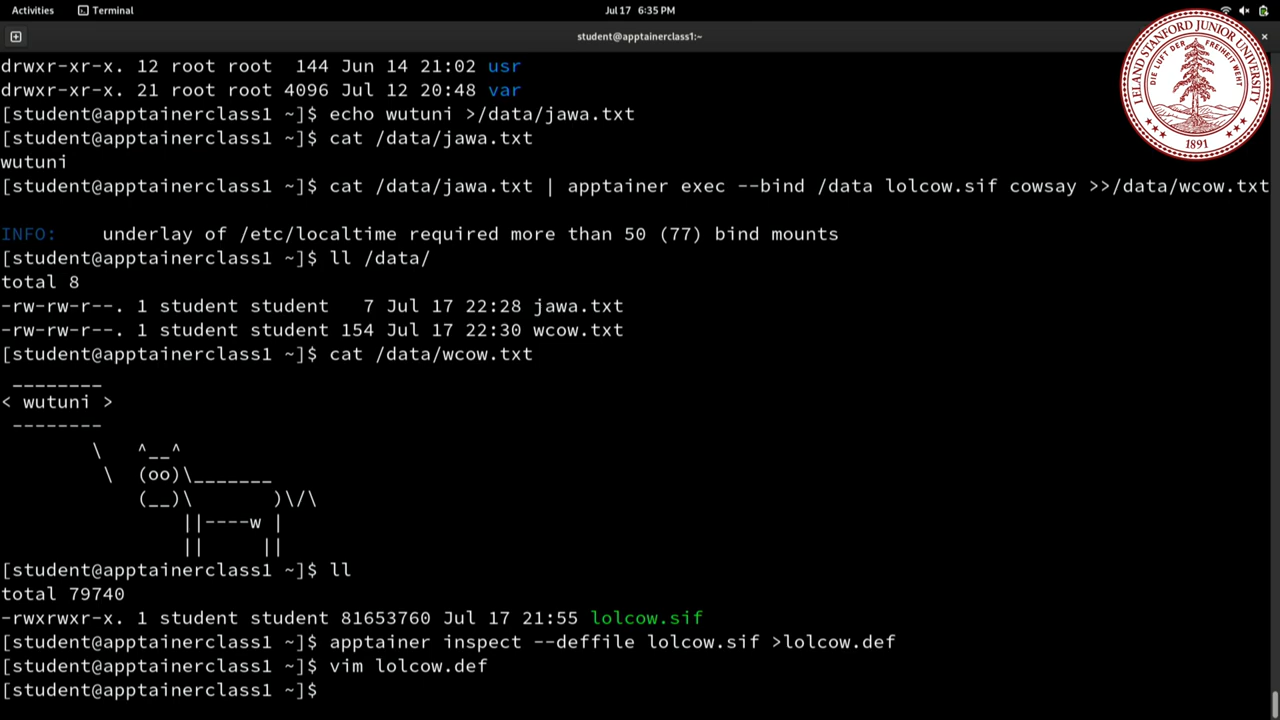 Activities Terminal Jul 17 6:35 PM
student@apptainerclass1:~
drwxr-xr-x. 12 root root  144 Jun 14 21:02 usr
drwxr-xr-x. 21 root root 4096 Jul 12 20:48 var
[student@apptainerclass1 ~]$ echo wutuni >/data/jawa.txt
[student@apptainerclass1 ~]$ cat /data/jawa.txt
wutuni
[student@apptainerclass1 ~]$ cat /data/jawa.txt | apptainer exec --bind /data lolcow.sif cowsay >>/data/wcow.txt
INFO:    underlay of /etc/localtime required more than 50 (77) bind mounts
[student@apptainerclass1 ~]$ ll /data/
total 8
-rw-rw-r--. 1 student student   7 Jul 17 22:28 jawa.txt
-rw-rw-r--. 1 student student 154 Jul 17 22:30 wcow.txt
[student@apptainerclass1 ~]$ cat /data/wcow.txt
 ________
< wutuni >
 --------
        \   ^__^
         \  (oo)\_______
            (__)\       )\/\
                ||----w |
                ||     ||
[student@apptainerclass1 ~]$ ll
total 79740
-rwxrwxr-x. 1 student student 81653760 Jul 17 21:55 lolcow.sif
[student@apptainerclass1 ~]$ apptainer inspect --deffile lolcow.sif >lolcow.def
[student@apptainerclass1 ~]$ vim lolcow.def
[student@apptainerclass1 ~]$
LELAND STANFORD JUNIOR UNIVERSITY
DIE LUFT DER FREIHEIT WEHT
1891